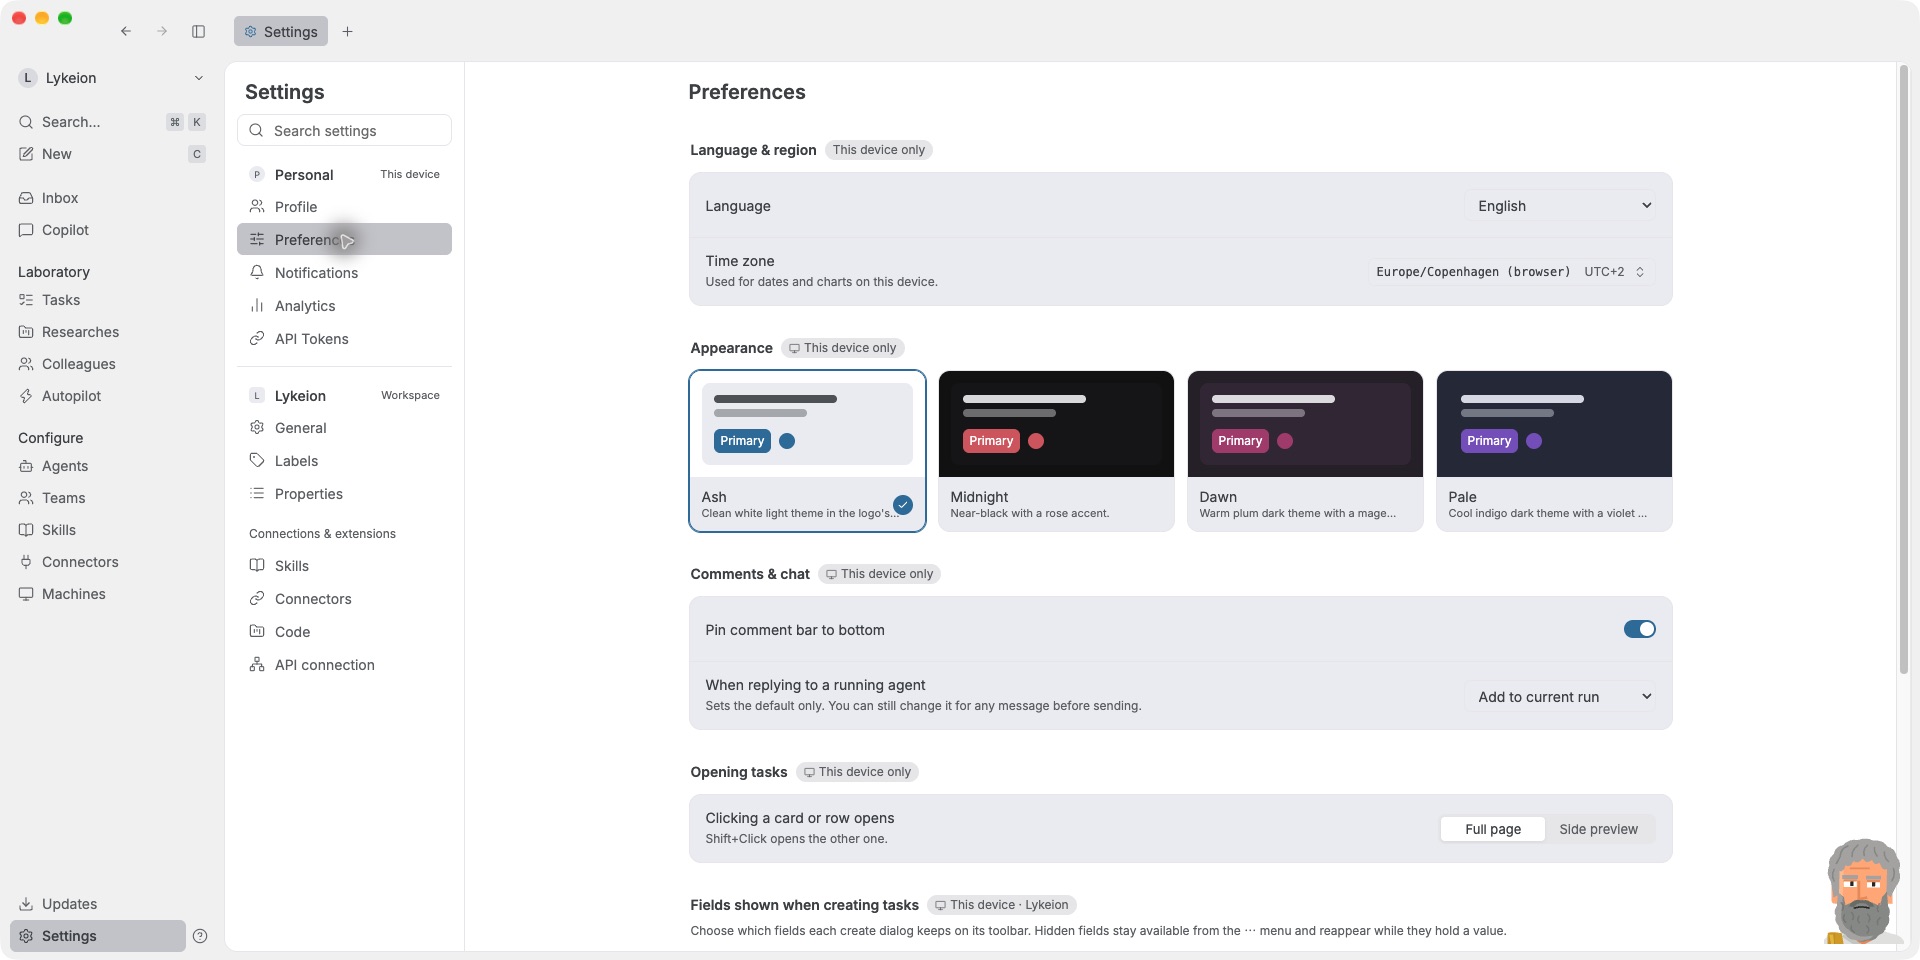 Settings
Lykeion
Search...
⌘ K
New
C
Inbox
Copilot
Laboratory
Tasks
Researches
Colleagues
Autopilot
Configure
Agents
Teams
Skills
Connectors
Machines
Updates
Settings
Settings
Search settings
P
Personal
This device
Profile
Notifications
Analytics
API Tokens
L
Lykeion
Workspace
General
Labels
Properties
Connections & extensions
Skills
Connectors
Code
API connection
Preferences
Language & region
This device only
Language
English
Time zone
Europe/Copenhagen (browser) UTC+2
Used for dates and charts on this device.
Appearance
This device only
Primary
Ash
Clean white light theme in the logo's...
Primary
Midnight
Near-black with a rose accent.
Primary
Dawn
Warm plum dark theme with a mage...
Primary
Pale
Cool indigo dark theme with a violet ...
Comments & chat
This device only
Pin comment bar to bottom
When replying to a running agent
Sets the default only. You can still change it for any message before sending.
Add to current run
Opening tasks
This device only
Clicking a card or row opens
Shift+Click opens the other one.
Full page
Side preview
Fields shown when creating tasks
This device · Lykeion
Choose which fields each create dialog keeps on its toolbar. Hidden fields stay available from the ··· menu and reappear while they hold a value.